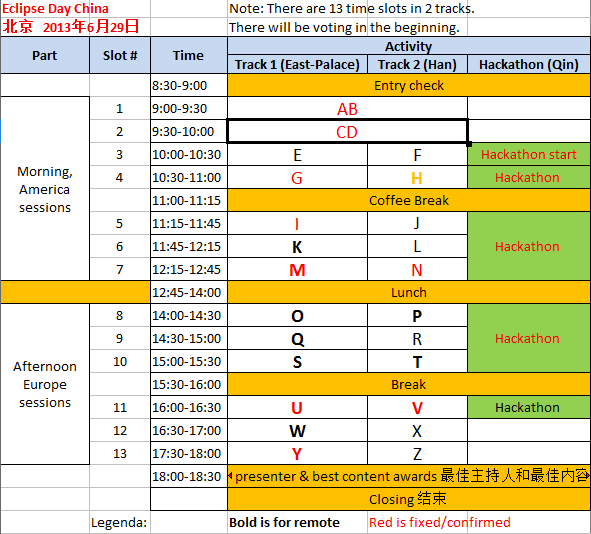 Eclipse Day China Note: There are 13 time slots in 2 tracks.
北京 2013年6月29日 There will be voting in the beginning.
Part Slot # Time Activity
Track 1 (East-Palace) Track 2 (Han) Hackathon (Qin)
8:30-9:00 Entry check
1 9:00-9:30 AB
2 9:30-10:00 CD
3 10:00-10:30 E F Hackathon start
Morning,
America
sessions
4 10:30-11:00 G H Hackathon
11:00-11:15 Coffee Break
5 11:15-11:45 I J
6 11:45-12:15 K L Hackathon
7 12:15-12:45 M N
12:45-14:00 Lunch
8 14:00-14:30 O P
9 14:30-15:00 Q R Hackathon
10 15:00-15:30 S T
Afternoon
Europe
sessions
15:30-16:00 Break
11 16:00-16:30 U V Hackathon
12 16:30-17:00 W X
13 17:30-18:00 Y Z
18:00-18:30 presenter & best content awards 最佳主持人和最佳内容
Closing 结束
Legenda: Bold is for remote Red is fixed/confirmed